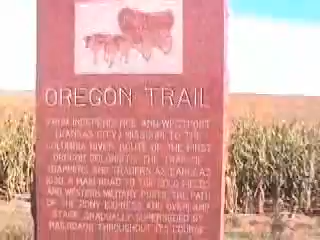 OREGON TRAIL
FROM INDEPENDENCE AND WESTPORT
(KANSAS CITY) MISSOURI TO THE
COLUMBIA RIVER, ROUTE OF THE FIRST
OREGON COLONISTS, THE TRAIL OF
TRAPPERS AND TRADERS AS EARLY AS
1830, A MAIN ROAD TO THE GOLD FIELDS
AND WESTERN MILITARY POSTS, THE PATH
OF THE PONY EXPRESS AND OVERLAND
STAGE, GRADUALLY SUPERSEDED BY
RAILROADS THROUGHOUT ITS COURSE